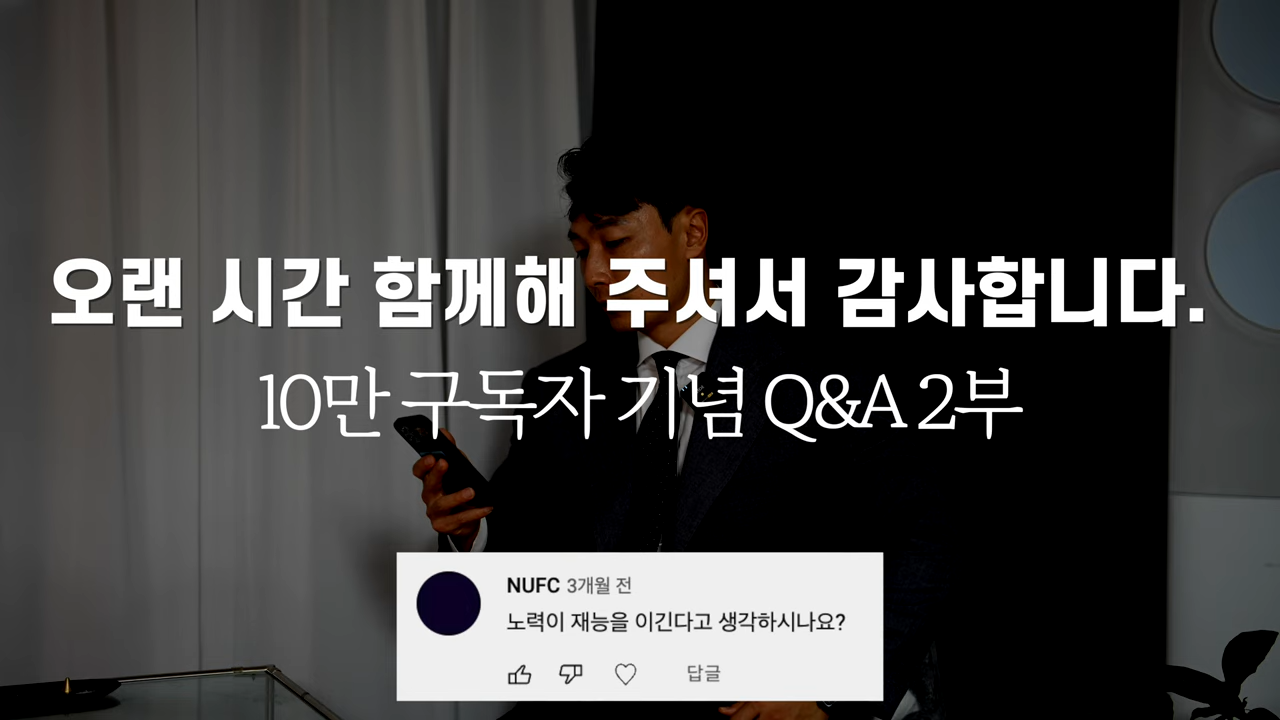 오랜 시간 함께해 주셔서 감사합니다.
10만 구독자 기념 Q&A 2부
NUFC 3개월 전
노력이 재능을 이긴다고 생각하시나요?
답글